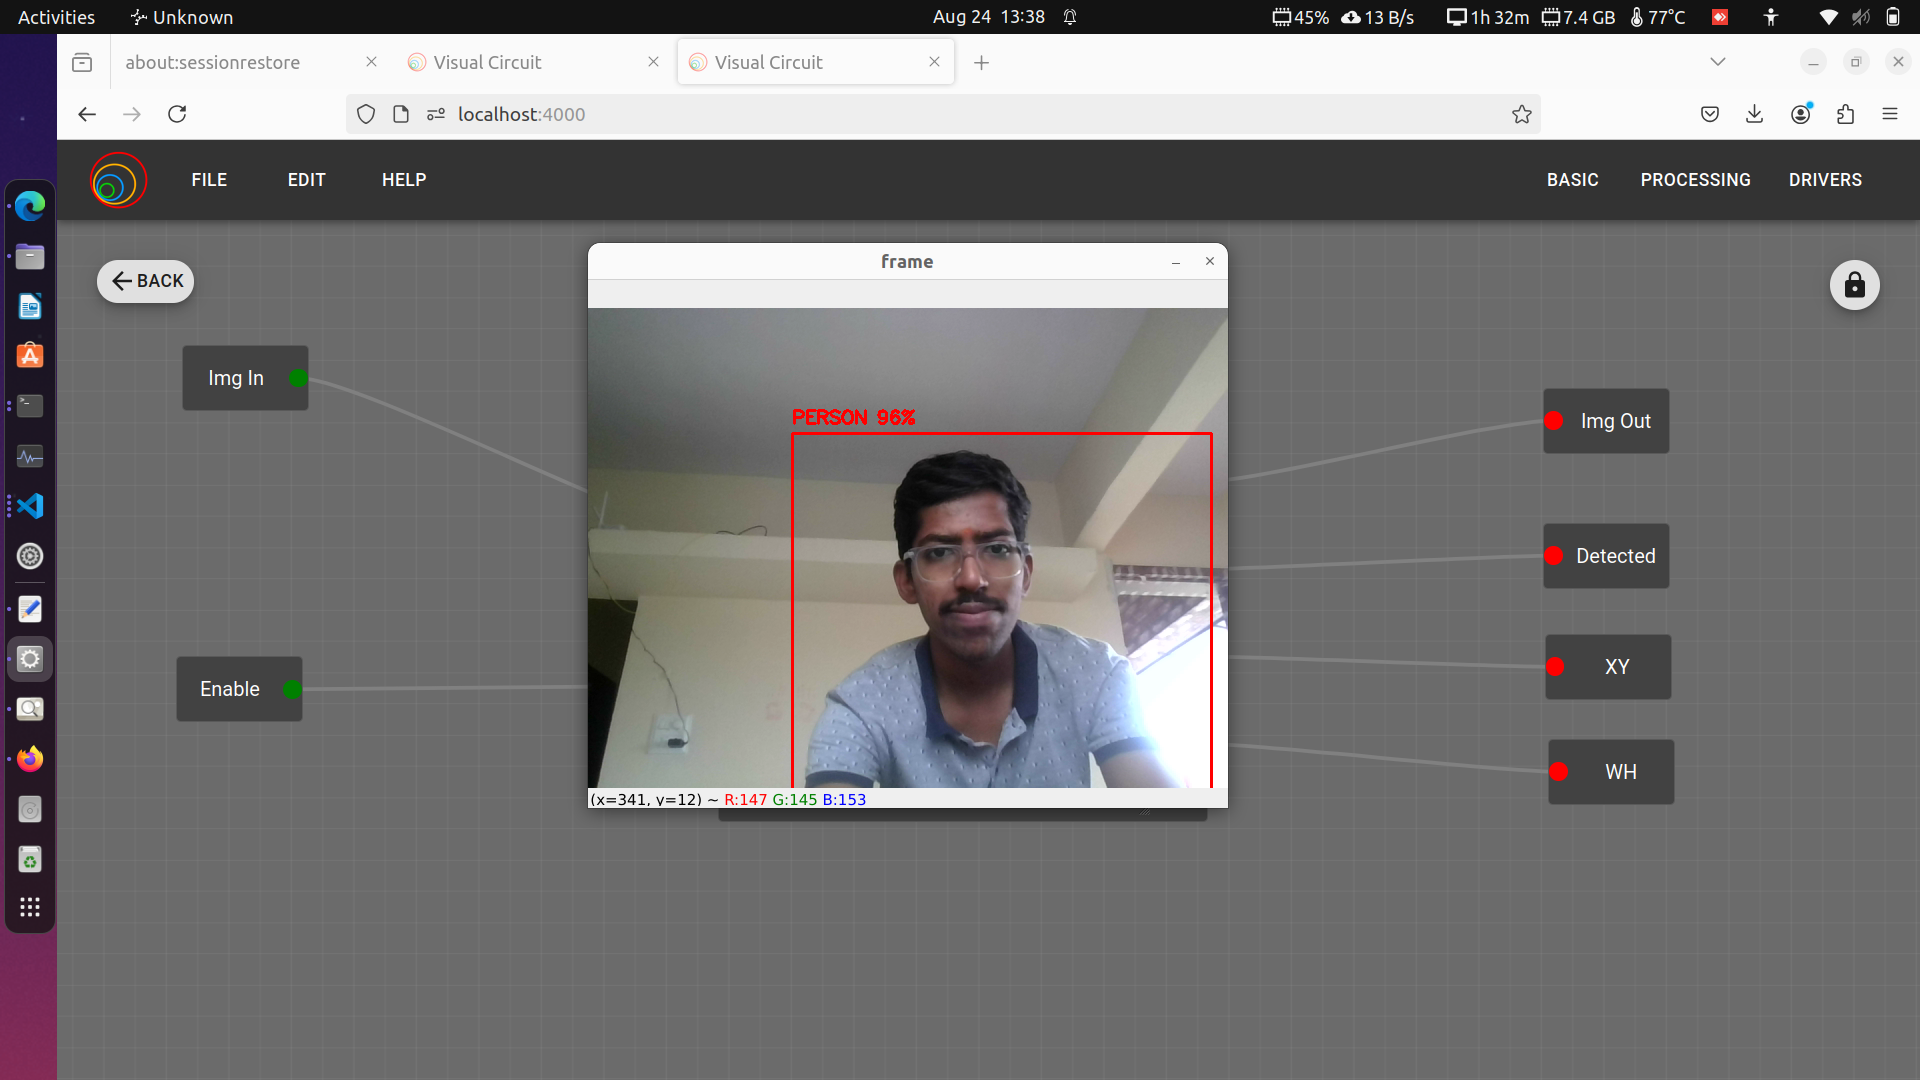 Activities Unknown Aug 24 13:38 45% 13 B/s 1h 32m 7.4 GB 77°C
about:sessionrestore Visual Circuit Visual Circuit
localhost:4000
FILE EDIT HELP BASIC PROCESSING DRIVERS
frame
BACK
Img In
PERSON 96%
Img Out
Detected
XY
Enable
WH
(x=341, y=12) ~ R:147 G:145 B:153